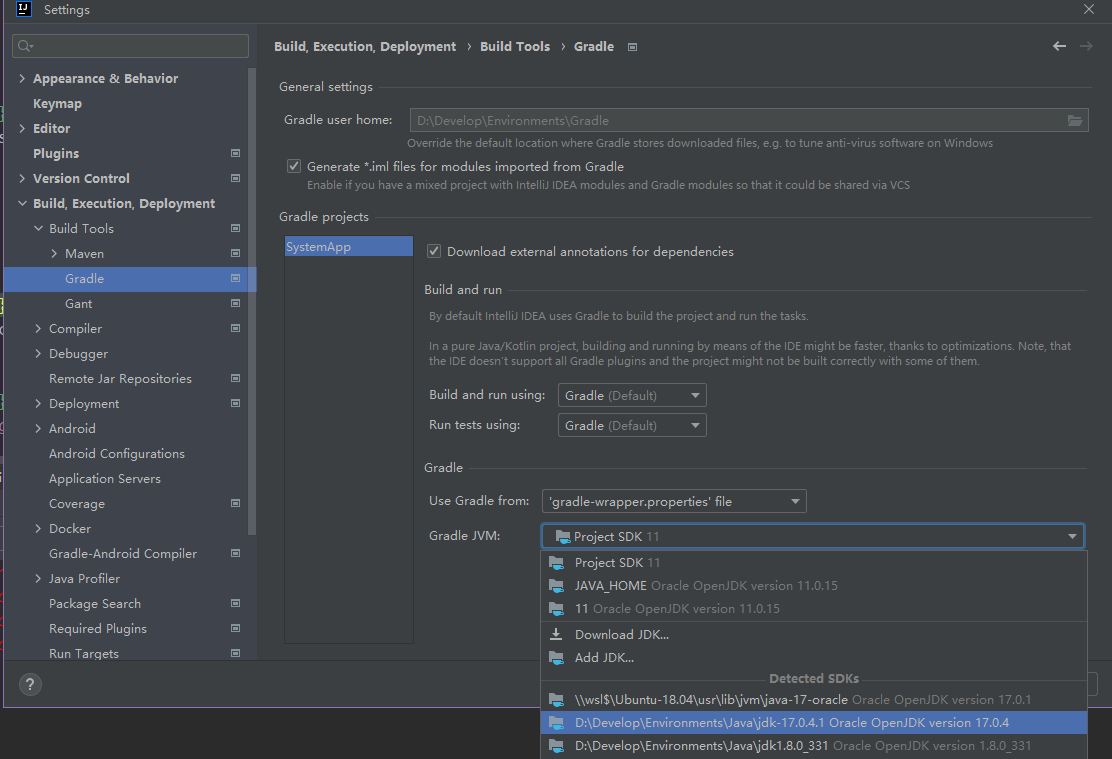 IJ
Settings
Appearance & Behavior
Keymap
Editor
Plugins
Version Control
Build, Execution, Deployment
Build Tools
Maven
Gradle
Gant
Compiler
Debugger
Remote Jar Repositories
Deployment
Android
Android Configurations
Application Servers
Coverage
Docker
Gradle-Android Compiler
Java Profiler
Package Search
Required Plugins
Run Targets
?
Build, Execution, Deployment › Build Tools › Gradle
General settings
Gradle user home: D:\Develop\Environments\Gradle
Override the default location where Gradle stores downloaded files, e.g. to tune anti-virus software on Windows
Generate *.iml files for modules imported from Gradle
Enable if you have a mixed project with IntelliJ IDEA modules and Gradle modules so that it could be shared via VCS
Gradle projects
SystemApp
Download external annotations for dependencies
Build and run
By default IntelliJ IDEA uses Gradle to build the project and run the tasks.
In a pure Java/Kotlin project, building and running by means of the IDE might be faster, thanks to optimizations. Note, that
the IDE doesn't support all Gradle plugins and the project might not be built correctly with some of them.
Build and run using: Gradle (Default)
Run tests using: Gradle (Default)
Gradle
Use Gradle from: 'gradle-wrapper.properties' file
Gradle JVM: Project SDK 11
Project SDK 11
JAVA_HOME Oracle OpenJDK version 11.0.15
11 Oracle OpenJDK version 11.0.15
Download JDK...
Add JDK...
Detected SDKs
\\wsl$\Ubuntu-18.04\usr\lib\jvm\java-17-oracle Oracle OpenJDK version 17.0.1
D:\Develop\Environments\Java\jdk-17.0.4.1 Oracle OpenJDK version 17.0.4
D:\Develop\Environments\Java\jdk1.8.0_331 Oracle OpenJDK version 1.8.0_331